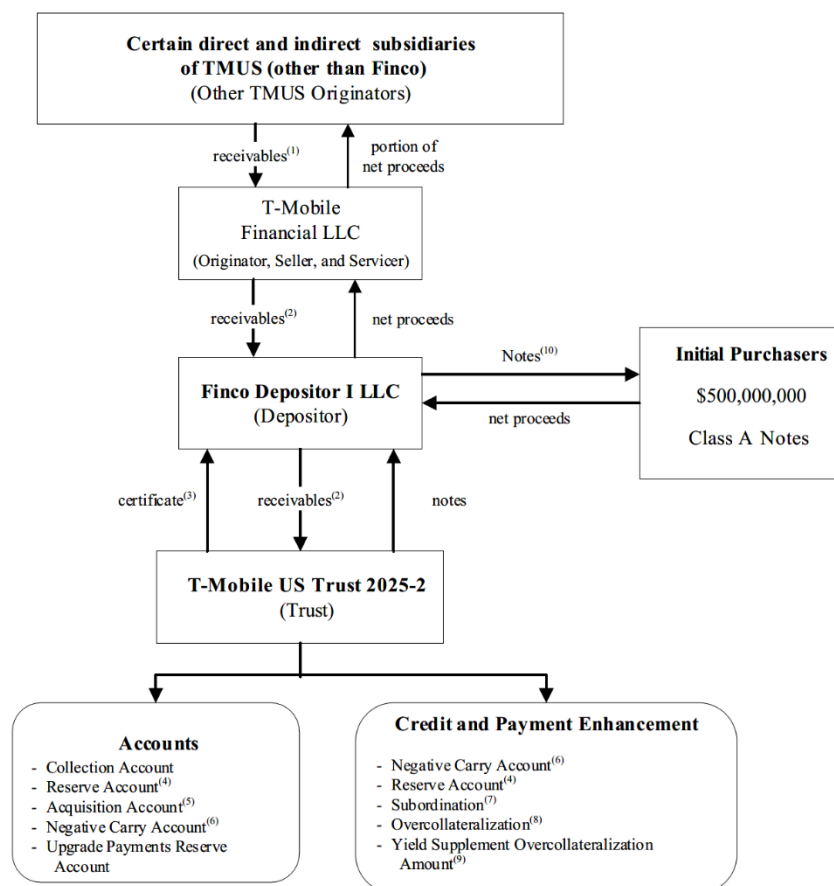 Certain direct and indirect subsidiaries
of TMUS (other than Finco)
(Other TMUS Originators)
receivables(1)
portion of
net proceeds
T-Mobile
Financial LLC
(Originator, Seller, and Servicer)
receivables(2)
net proceeds
Finco Depositor I LLC
(Depositor)
Notes(10)
net proceeds
Initial Purchasers
$500,000,000
Class A Notes
certificate(3)
receivables(2)
notes
T-Mobile US Trust 2025-2
(Trust)
Accounts
- Collection Account
- Reserve Account(4)
- Acquisition Account(5)
- Negative Carry Account(6)
- Upgrade Payments Reserve
Account
Credit and Payment Enhancement
- Negative Carry Account(6)
- Reserve Account(4)
- Subordination(7)
- Overcollateralization(8)
- Yield Supplement Overcollateralization
Amount(9)